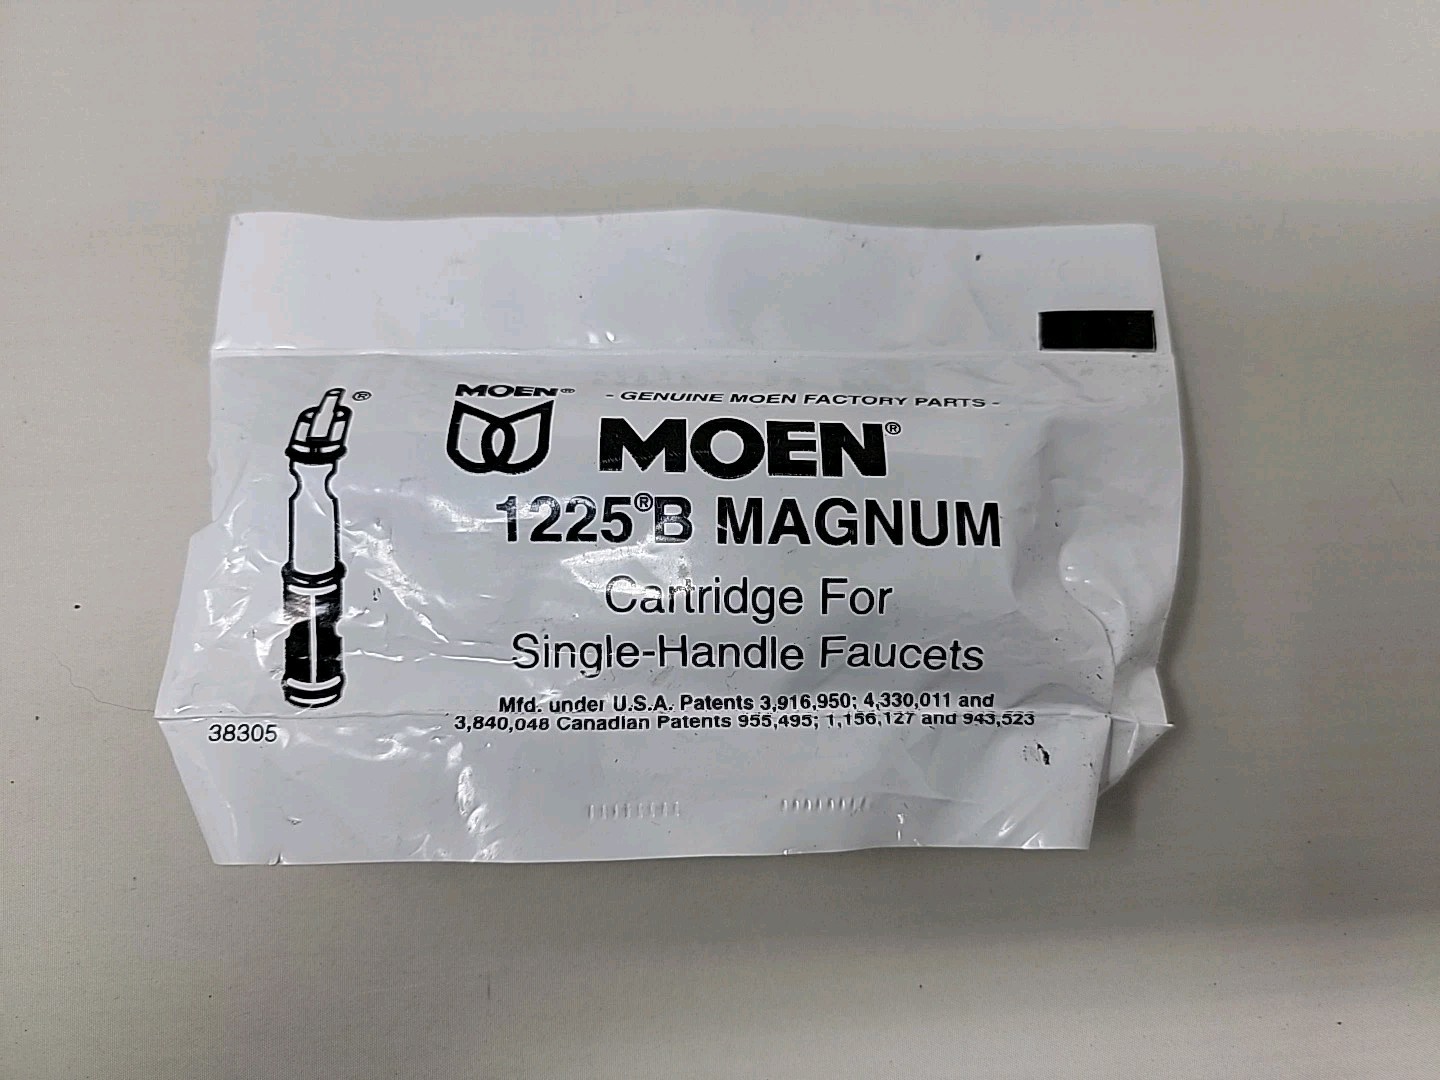 ®
MOEN®
- GENUINE MOEN FACTORY PARTS -
MOEN®
1225®B MAGNUM
Cartridge For
Single-Handle Faucets
Mfd. under U.S.A. Patents 3,916,950; 4,330,011 and
3,840,048 Canadian Patents 955,495; 1,156,127 and 943,523
38305